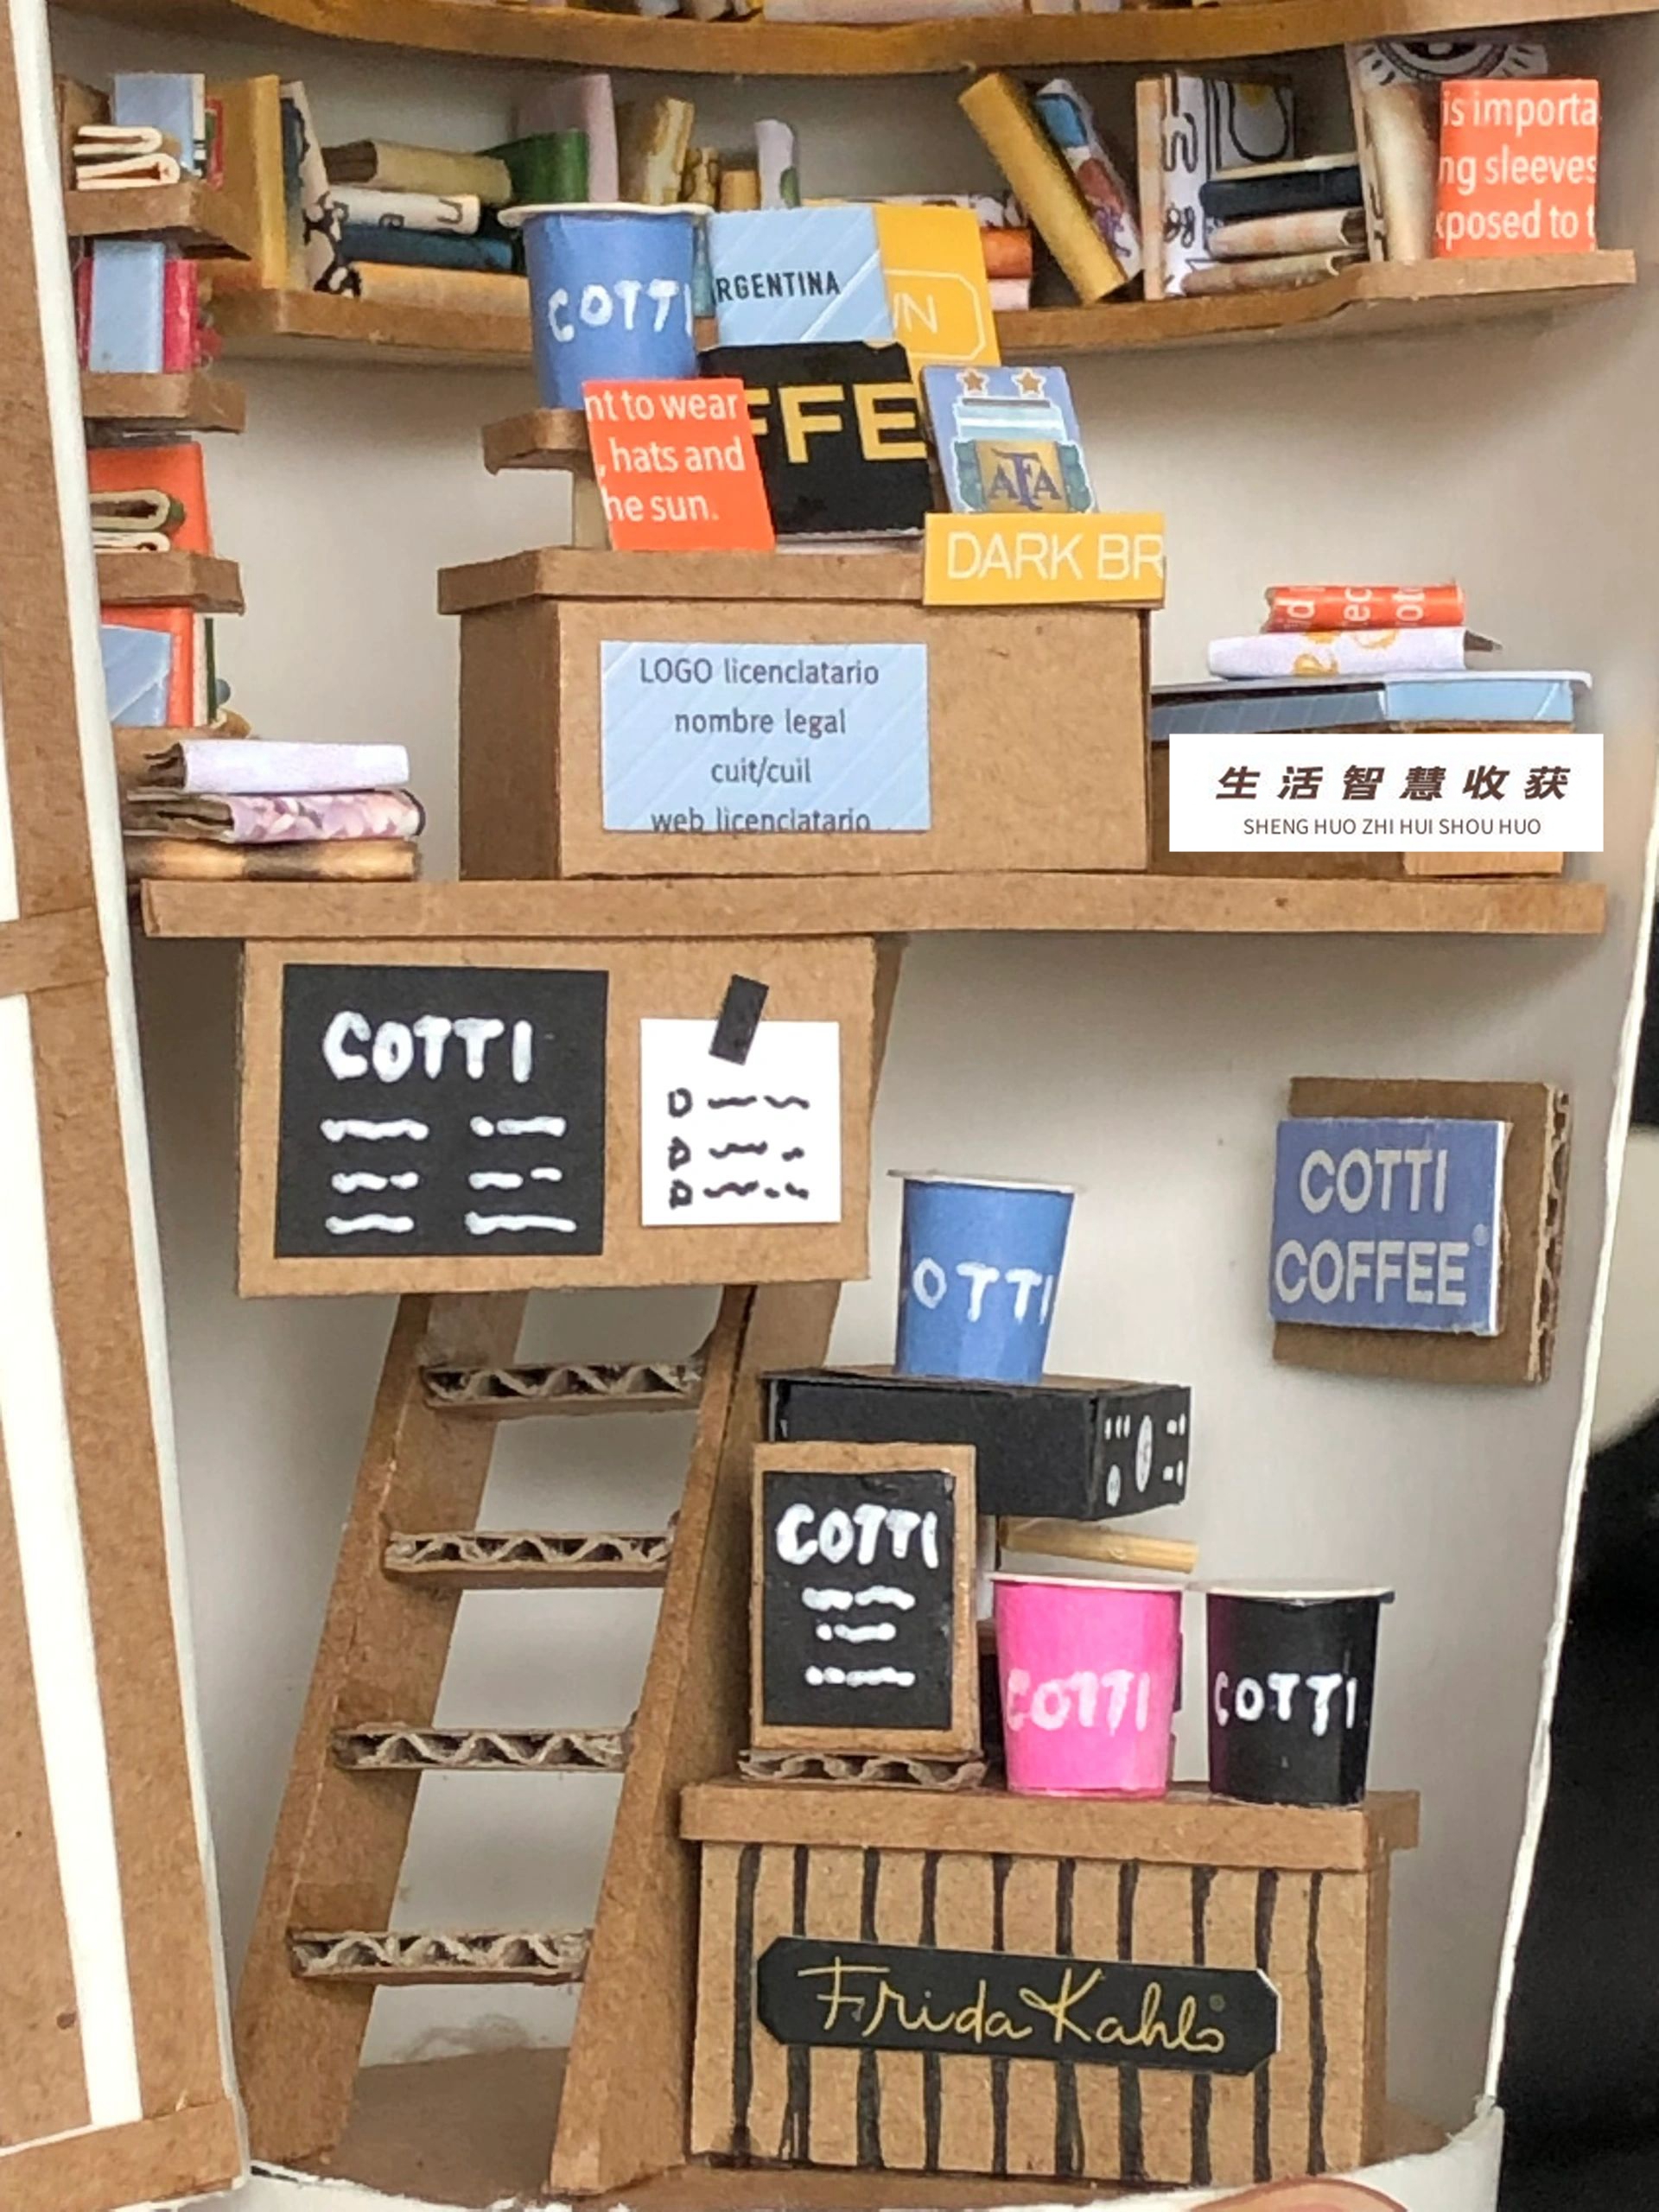 is importa
ng sleeves
xposed to t
COTTI
RGENTINA
WN
FFE
nt to wear
, hats and
he sun.
AFA
DARK BR
LOGO licenciatario
nombre legal
cuit/cuil
web licenciatario
生活智慧收获
SHENG HUO ZHI HUI SHOU HUO
COTTI
COTTI
COFFEE®
OTTI
COTTI
COTTI
COTTI
Frida Kahlo